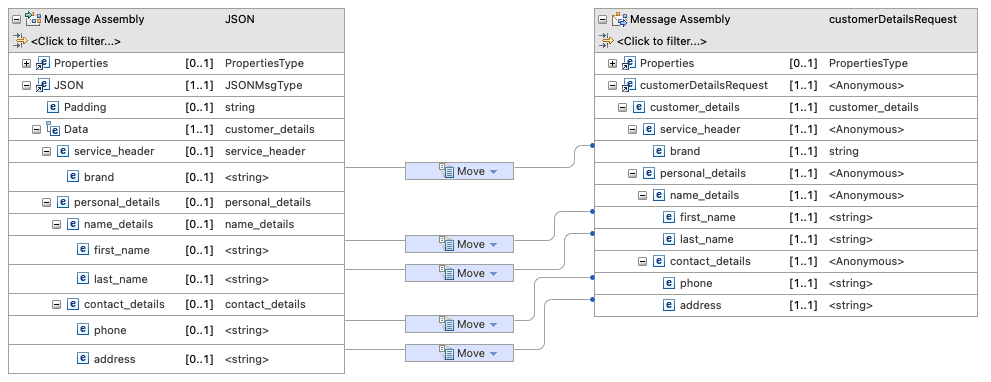 Message Assembly JSON
<Click to filter...>
Properties [0..1] PropertiesType
JSON [1..1] JSONMsgType
Padding [0..1] string
Data [1..1] customer_details
service_header [0..1] service_header
brand [0..1] <string>
personal_details [0..1] personal_details
name_details [0..1] name_details
first_name [0..1] <string>
last_name [0..1] <string>
contact_details [0..1] contact_details
phone [0..1] <string>
address [0..1] <string>
Move
Move
Move
Move
Move
Message Assembly customerDetailsRequest
<Click to filter...>
Properties [0..1] PropertiesType
customerDetailsRequest [1..1] <Anonymous>
customer_details [1..1] customer_details
service_header [1..1] <Anonymous>
brand [1..1] string
personal_details [1..1] <Anonymous>
name_details [1..1] <Anonymous>
first_name [1..1] <string>
last_name [1..1] <string>
contact_details [1..1] <Anonymous>
phone [1..1] <string>
address [1..1] <string>